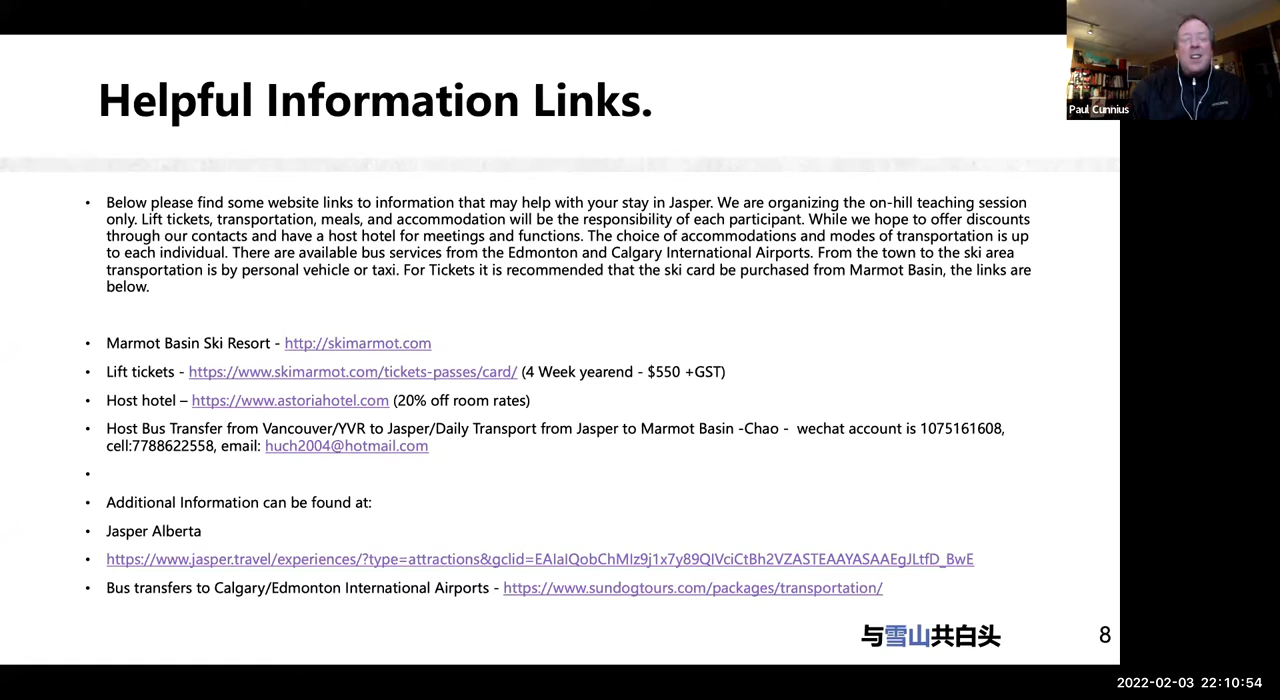 Paul Cunnius
Helpful Information Links.
• Below please find some website links to information that may help with your stay in Jasper. We are organizing the on-hill teaching session
only. Lift tickets, transportation, meals, and accommodation will be the responsibility of each participant. While we hope to offer discounts
through our contacts and have a host hotel for meetings and functions. The choice of accommodations and modes of transportation is up
to each individual. There are available bus services from the Edmonton and Calgary International Airports. From the town to the ski area
transportation is by personal vehicle or taxi. For Tickets it is recommended that the ski card be purchased from Marmot Basin, the links are
below.
• Marmot Basin Ski Resort - http://skimarmot.com
• Lift tickets - https://www.skimarmot.com/tickets-passes/card/ (4 Week yearend - $550 +GST)
• Host hotel – https://www.astoriahotel.com (20% off room rates)
• Host Bus Transfer from Vancouver/YVR to Jasper/Daily Transport from Jasper to Marmot Basin -Chao - wechat account is 1075161608,
cell:7788622558, email: huch2004@hotmail.com
•
• Additional Information can be found at:
• Jasper Alberta
• https://www.jasper.travel/experiences/?type=attractions&gclid=EAIaIQobChMIz9j1x7y89QIVciCtBh2VZASTEAAYASAAEgJLtfD_BwE
• Bus transfers to Calgary/Edmonton International Airports - https://www.sundogtours.com/packages/transportation/
与雪山共白头
8
2022-02-03 22:10:54